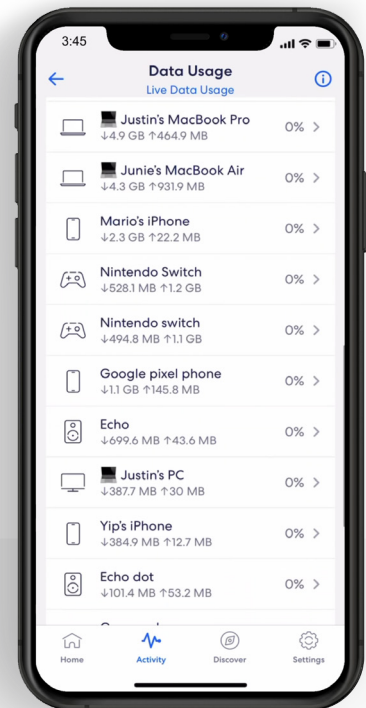 3:45
Data Usage
Live Data Usage
Justin's MacBook Pro
↓4.9 GB ↑464.9 MB
0%
Junie's MacBook Air
↓4.3 GB ↑931.9 MB
0%
Mario's iPhone
↓2.3 GB ↑22.2 MB
0%
Nintendo Switch
↓528.1 MB ↑1.2 GB
0%
Nintendo switch
↓494.8 MB ↑1.1 GB
0%
Google pixel phone
↓1.1 GB ↑145.8 MB
0%
Echo
↓699.6 MB ↑43.6 MB
0%
Justin's PC
↓387.7 MB ↑30 MB
0%
Yip's iPhone
↓384.9 MB ↑12.7 MB
0%
Echo dot
↓101.4 MB ↑53.2 MB
0%
Home
Activity
Discover
Settings